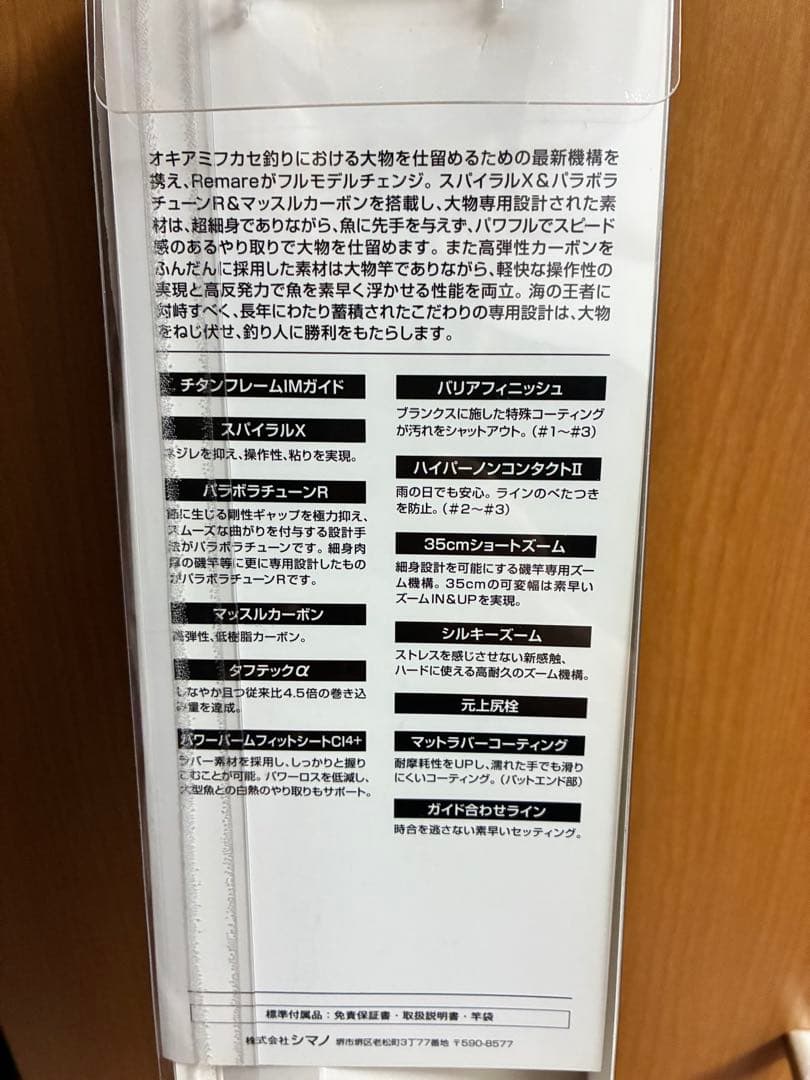 オキアミフカセ釣りにおける大物を仕留めるための最新機構を
携え、Remareがフルモデルチェンジ。スパイラルX&パラボラ
チューンR&マッスルカーボンを搭載し、大物専用設計された素
材は、超細身でありながら、魚に先手を与えず、パワフルでスピード
感のあるやり取りで大物を仕留めます。また高弾性カーボンを
ふんだんに採用した素材は大物竿でありながら、軽快な操作性の
実現と高反発力で魚を素早く浮かせる性能を両立。海の王者に
対峙すべく、長年にわたり蓄積されたこだわりの専用設計は、大物
をねじ伏せ、釣り人に勝利をもたらします。
チタンフレームIMガイド
スパイラルX
ネジレを抑え、操作性、粘りを実現。
パラボラチューンR
節に生じる剛性ギャップを極力抑え、
スムーズな曲がりを付与する設計手
法がパラボラチューンです。細身肉
厚の磯竿等に更に専用設計したもの
がパラボラチューンRです。
マッスルカーボン
高弾性、低樹脂カーボン。
タフテックα
しなやか且つ従来比4.5倍の巻き込
み量を達成。
パワーパームフィットシートCI4+
ラバー素材を採用し、しっかりと握り
こむことが可能。パワーロスを低減し、
大型魚との白熱のやり取りもサポート。
バリアフィニッシュ
ブランクスに施した特殊コーティング
が汚れをシャットアウト。(#1〜#3)
ハイパーノンコンタクトII
雨の日でも安心。ラインのべたつき
を防止。(#2〜#3)
35cmショートズーム
細身設計を可能にする磯竿専用ズー
ム機構。35cmの可変幅は素早い
ズームIN&UPを実現。
シルキーズーム
ストレスを感じさせない新感触、
ハードに使える高耐久のズーム機構。
元上尻栓
マットラバーコーティング
耐摩耗性をUPし、濡れた手でも滑り
にくいコーティング。(バットエンド部)
ガイド合わせライン
時合を逃さない素早いセッティング。
標準付属品:免責保証書・取扱説明書・竿袋
株式会社シマノ 堺市堺区老松町3丁77番地 〒590-8577